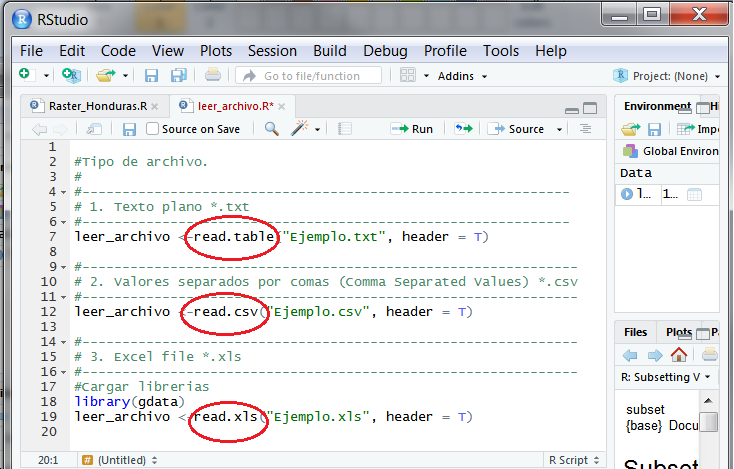 RStudio
File Edit Code View Plots Session Build Debug Profile Tools Help
Go to file/function Addins Project: (None)
Raster_Honduras.R leer_archivo.R*
Source on Save Run Source
1
2 #Tipo de archivo.
3 #
4 #---------------------------------------------------------------
5 # 1. Texto plano *.txt
6 #---------------------------------------------------------------
7 leer_archivo <-read.table("Ejemplo.txt", header = T)
8
9 #---------------------------------------------------------------
10 # 2. Valores separados por comas (Comma Separated Values) *.csv
11 #---------------------------------------------------------------
12 leer_archivo <-read.csv("Ejemplo.csv", header = T)
13
14 #---------------------------------------------------------------
15 # 3. Excel file *.xls
16 #---------------------------------------------------------------
17 #Cargar librerias
18 library(gdata)
19 leer_archivo <-read.xls("Ejemplo.xls", header = T)
20
20:1 # (Untitled) R Script
Environment Hi
Impo
Global Environ
Data
l… 1…
Files Plots
R: Subsetting V
subset
{base} Docu
Subset